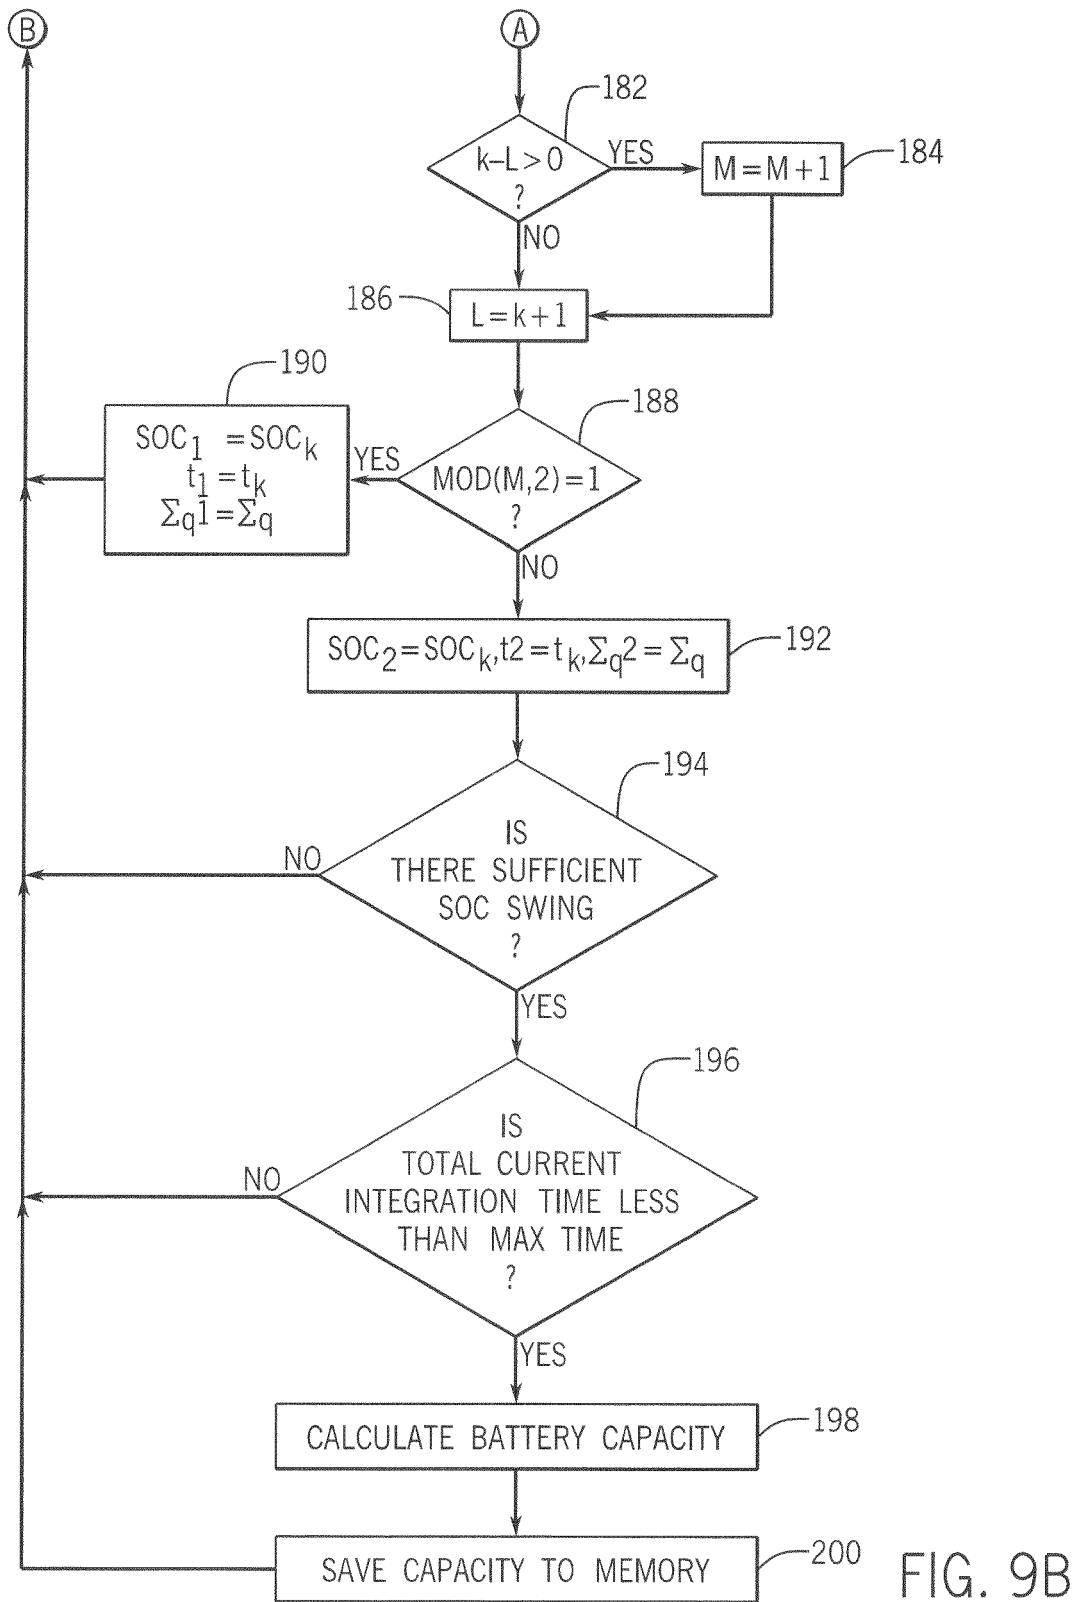 B
A
182
k–L>0
?
YES
M=M+1
184
NO
186
L=k+1
190
SOC1 =SOCk
t1=tk
Σq1=Σq
YES
188
MOD(M,2)=1
?
NO
SOC2=SOCk,t2=tk,Σq2=Σq
192
194
IS
THERE SUFFICIENT
SOC SWING
?
NO
YES
196
IS
TOTAL CURRENT
INTEGRATION TIME LESS
THAN MAX TIME
?
NO
YES
CALCULATE BATTERY CAPACITY
198
SAVE CAPACITY TO MEMORY
200
FIG. 9B